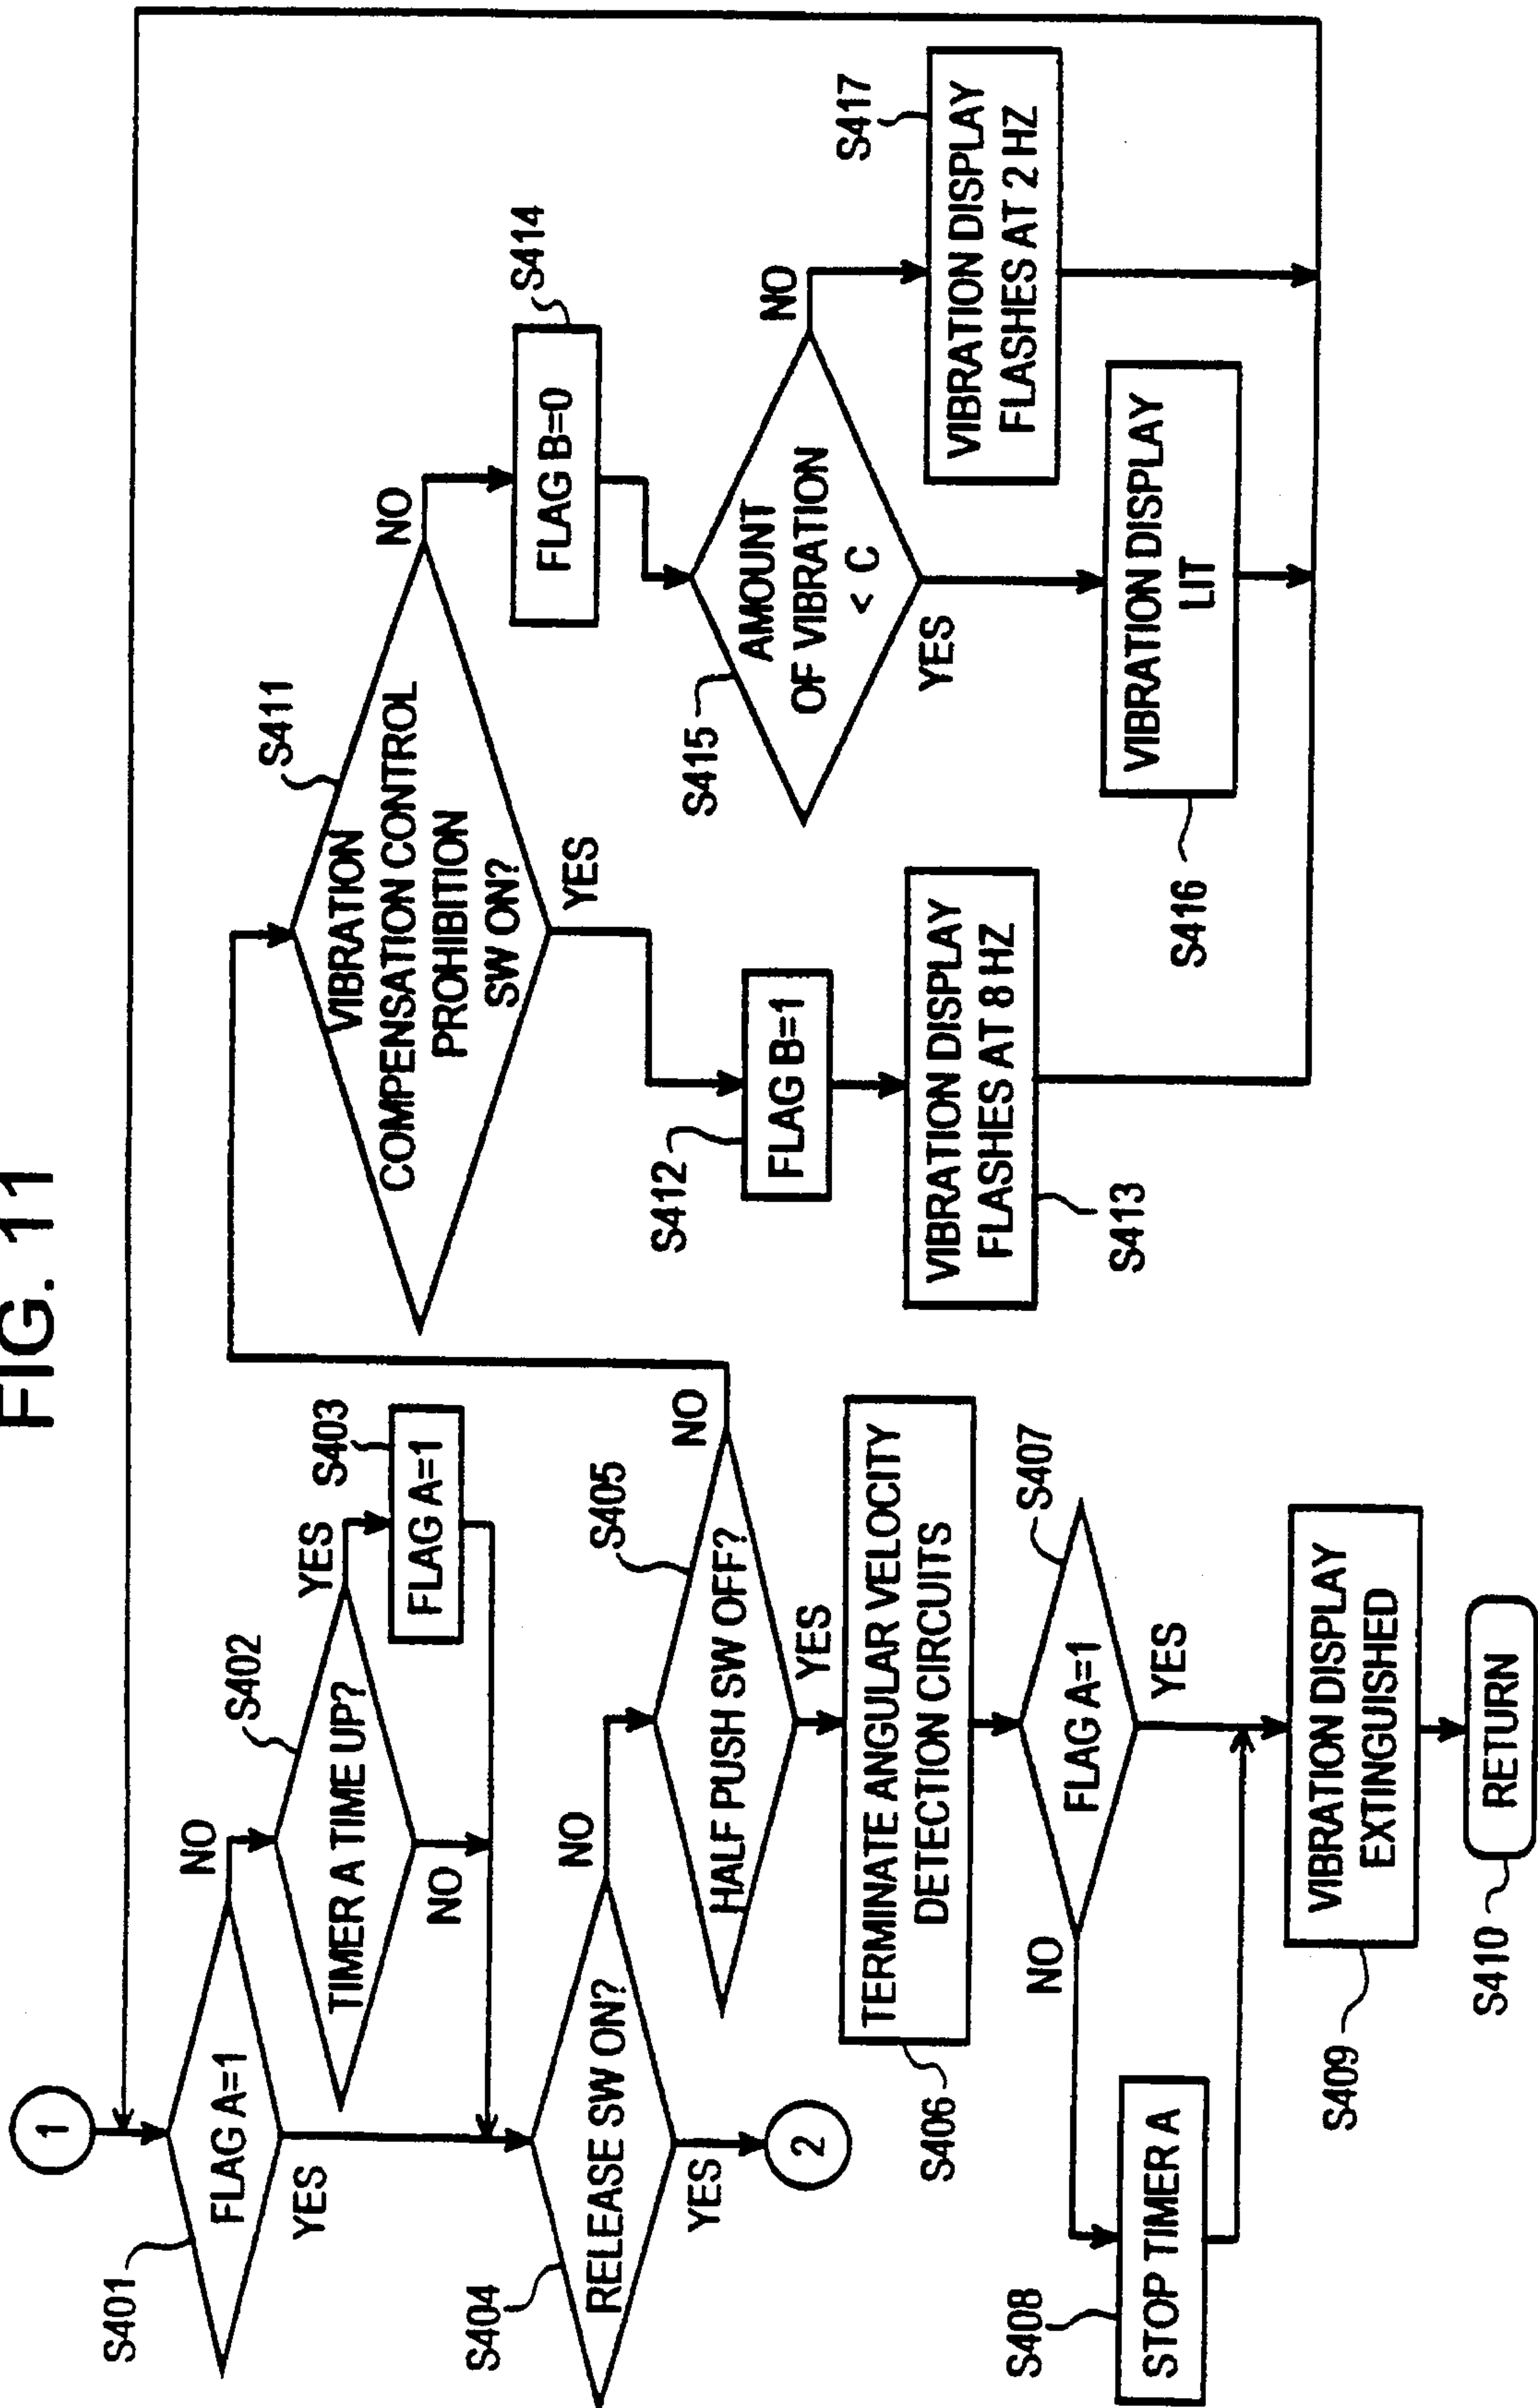 FIG. 11
1
S401
FLAG A=1
NO
YES
S402
TIMER A TIME UP?
YES
NO
S403
FLAG A=1
S404
RELEASE SW ON?
NO
YES
2
S405
HALF PUSH SW OFF?
NO
YES
S406
TERMINATE ANGULAR VELOCITY
DETECTION CIRCUITS
S407
FLAG A=1
NO
YES
S408
STOP TIMER A
S409
VIBRATION DISPLAY
EXTINGUISHED
S410
RETURN
S411
VIBRATION
COMPENSATION CONTROL
PROHIBITION
SW ON?
NO
YES
S412
FLAG B=1
S413
VIBRATION DISPLAY
FLASHES AT 8 HZ
S414
FLAG B=0
S415
AMOUNT
OF VIBRATION
< C
NO
YES
S416
VIBRATION DISPLAY
LIT
S417
VIBRATION DISPLAY
FLASHES AT 2 HZ